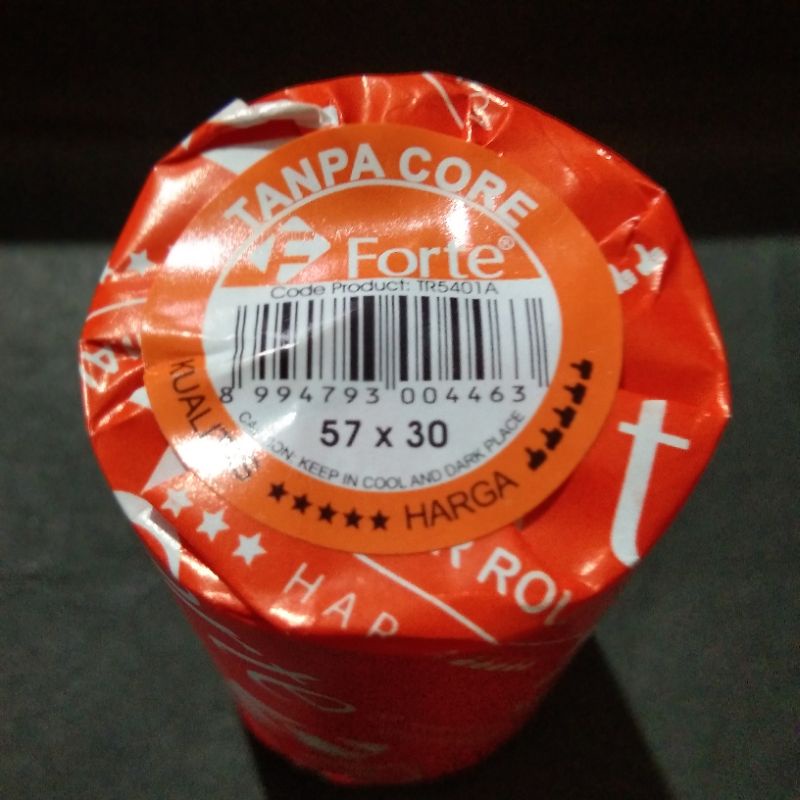 TANPA CORE
Forte®
Code Product: TR5401A
8 994793 004463
57 x 30
CAUTION: KEEP IN COOL AND DARK PLACE
KUALITAS
HARGA
t
R ROL
HAR